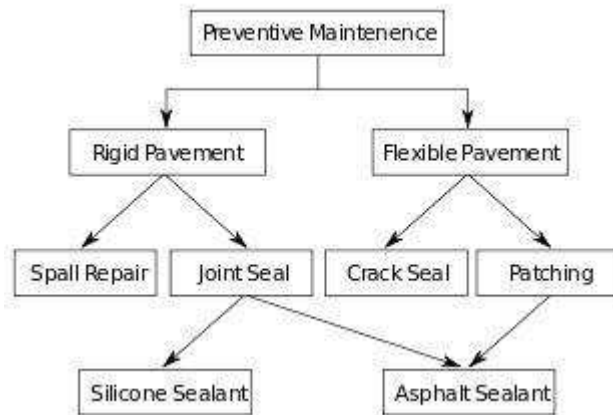 Preventive Maintenence
Rigid Pavement
Flexible Pavement
Spall Repair
Joint Seal
Crack Seal
Patching
Silicone Sealant
Asphalt Sealant